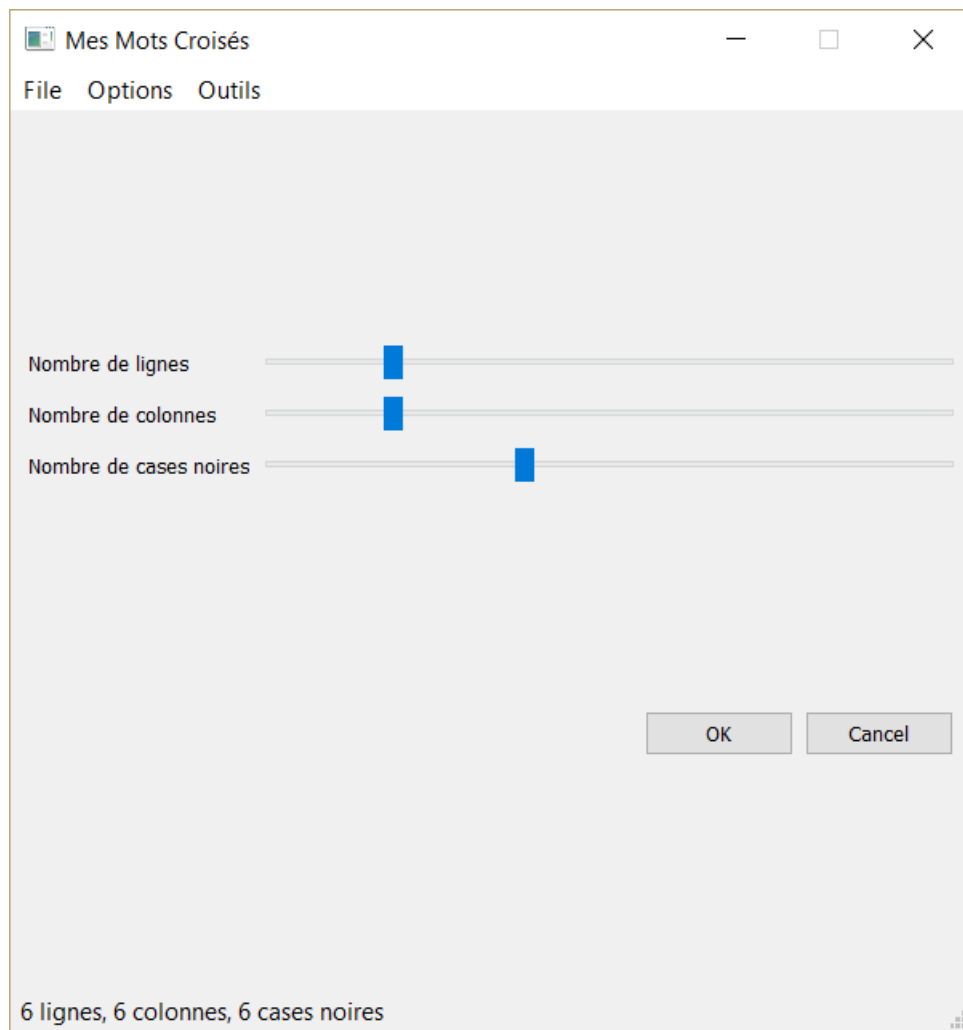 Mes Mots Croisés
File Options Outils
Nombre de lignes
Nombre de colonnes
Nombre de cases noires
OK Cancel
6 lignes, 6 colonnes, 6 cases noires